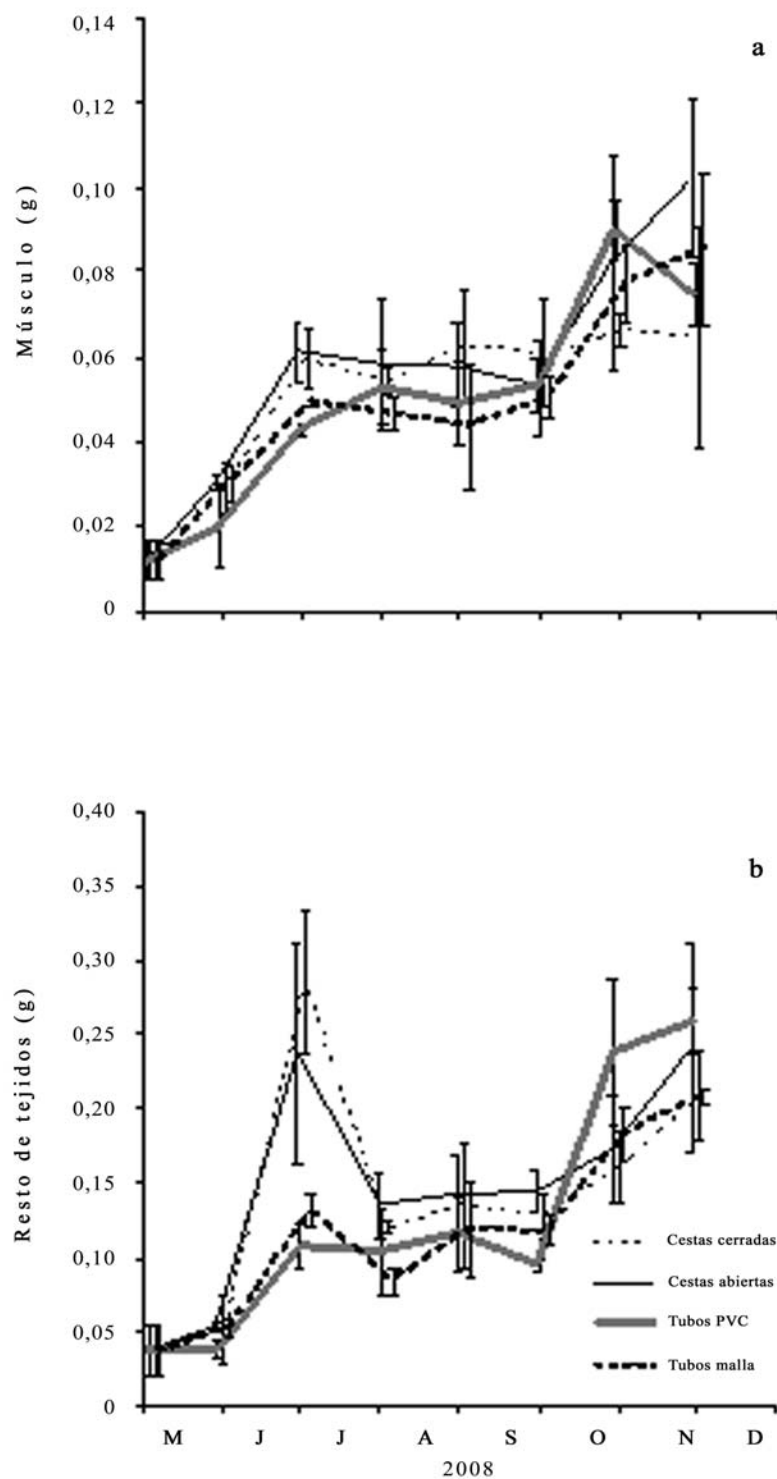 0,14
a
0,12
0,10
0,08
0,06
0,04
0,02
0
Músculo (g)
0,40
b
0,35
0,30
0,25
0,20
0,15
0,10
0,05
0
Resto de tejidos (g)
Cestas cerradas
Cestas abiertas
Tubos PVC
Tubos malla
M J J A S O N D
2008